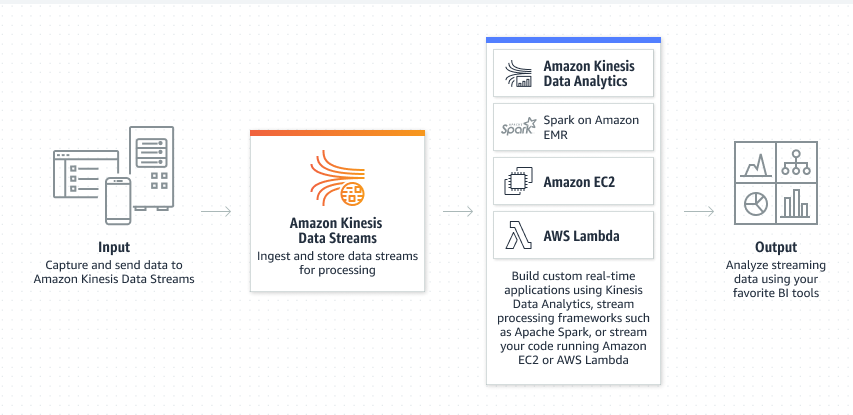 Input
Capture and send data to
Amazon Kinesis Data Streams
Amazon Kinesis
Data Streams
Ingest and store data streams
for processing
Amazon Kinesis
Data Analytics
APACHE
Spark
Spark on Amazon
EMR
Amazon EC2
AWS Lambda
Build custom real-time
applications using Kinesis
Data Analytics, stream
processing frameworks such
as Apache Spark, or stream
your code running Amazon
EC2 or AWS Lambda
Output
Analyze streaming
data using your
favorite BI tools